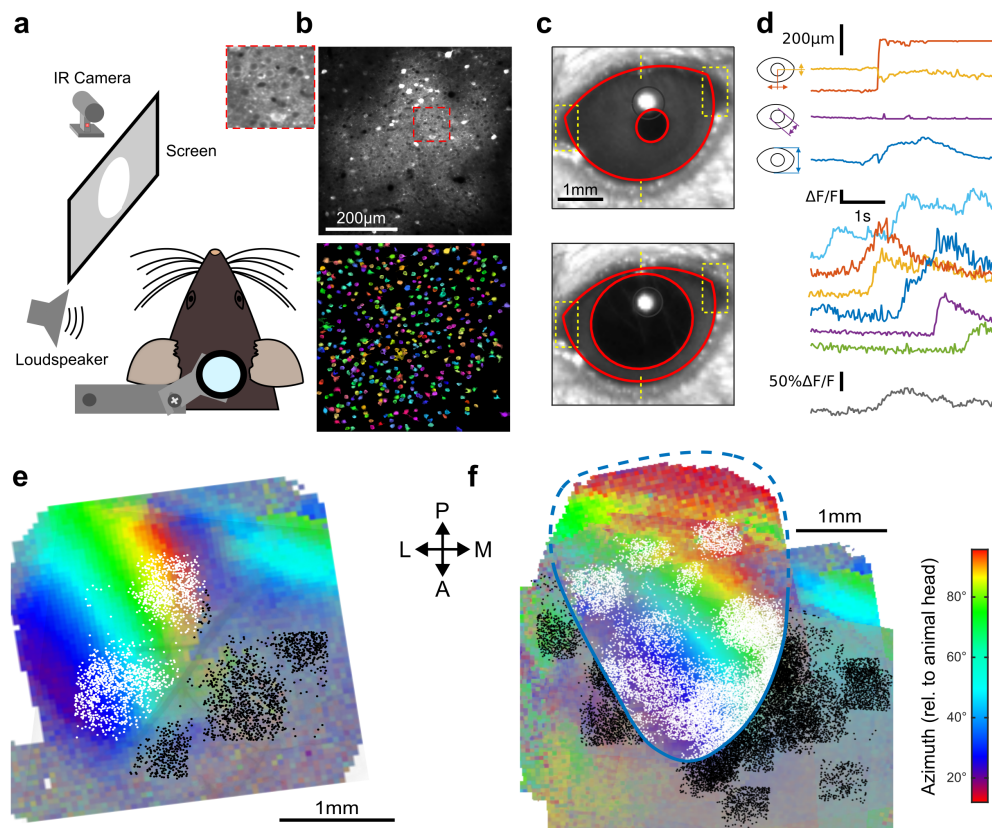 a
IR Camera
Screen
Loudspeaker
b
200μm
c
1mm
d
200μm
ΔF/F
1s
50%ΔF/F
e
1mm
P
L
M
A
f
1mm
Azimuth (rel. to animal head)
80°
60°
40°
20°